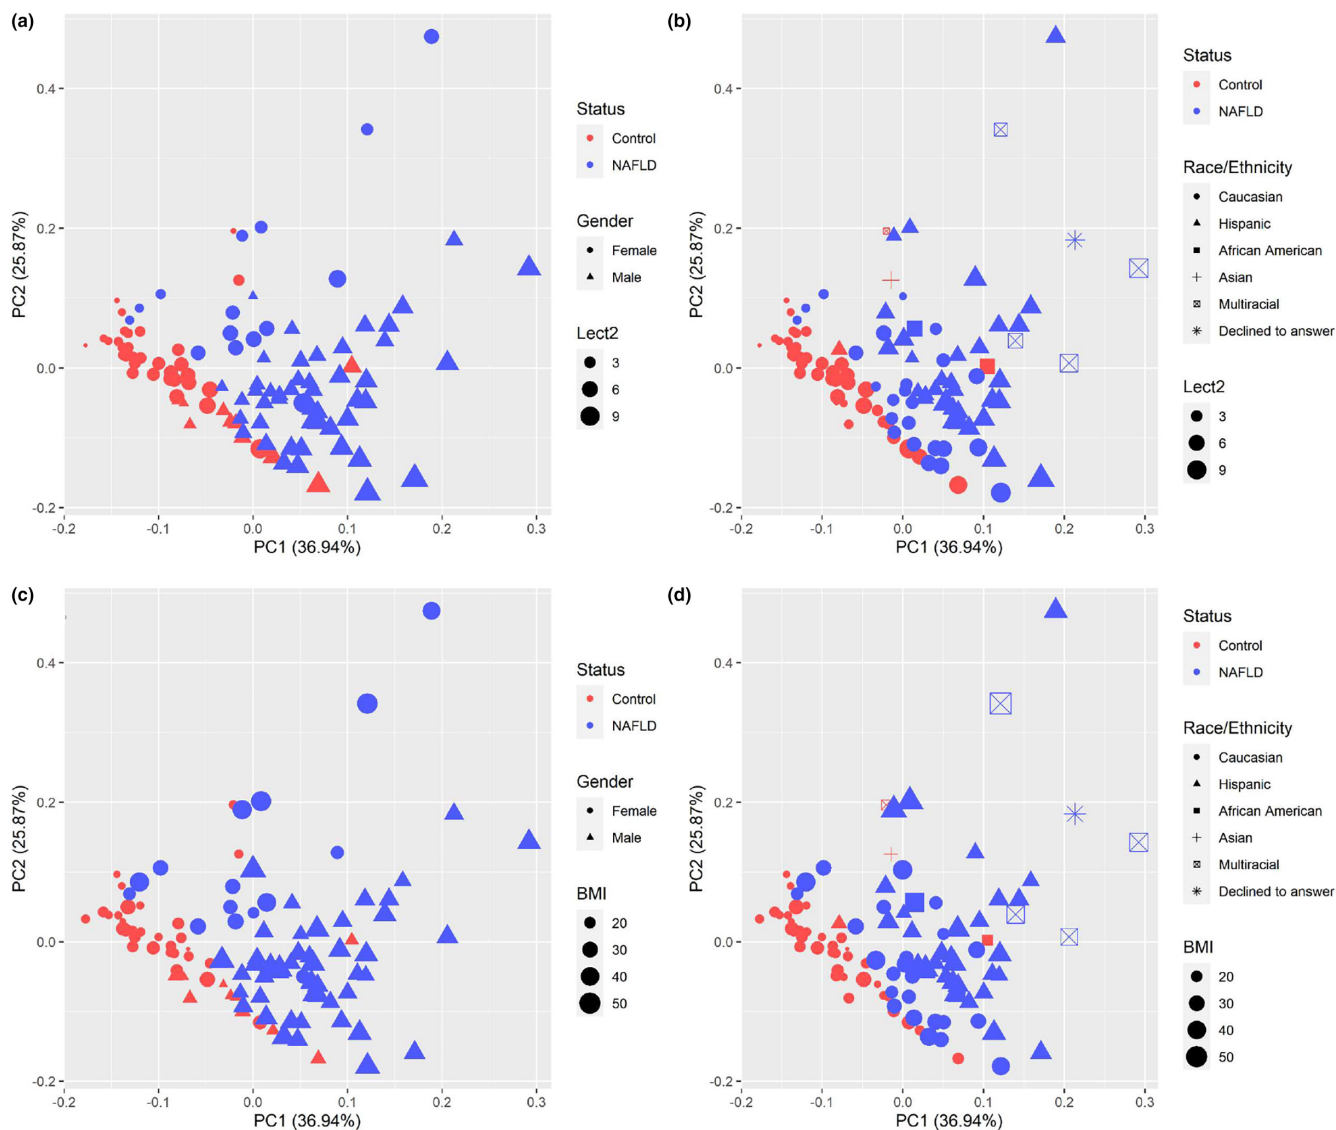 (a)
PC2 (25.87%)
0.4
0.2
0.0
-0.2
-0.2
-0.1
0.0
0.1
0.2
0.3
PC1 (36.94%)
Status
Control
NAFLD
Gender
Female
Male
Lect2
3
6
9
(b)
PC2 (25.87%)
0.4
0.2
0.0
-0.2
-0.2
-0.1
0.0
0.1
0.2
0.3
PC1 (36.94%)
Status
Control
NAFLD
Race/Ethnicity
Caucasian
Hispanic
African American
Asian
Multiracial
Declined to answer
Lect2
3
6
9
(c)
PC2 (25.87%)
0.4
0.2
0.0
-0.2
-0.2
-0.1
0.0
0.1
0.2
0.3
PC1 (36.94%)
Status
Control
NAFLD
Gender
Female
Male
BMI
20
30
40
50
(d)
PC2 (25.87%)
0.4
0.2
0.0
-0.2
-0.2
-0.1
0.0
0.1
0.2
0.3
PC1 (36.94%)
Status
Control
NAFLD
Race/Ethnicity
Caucasian
Hispanic
African American
Asian
Multiracial
Declined to answer
BMI
20
30
40
50